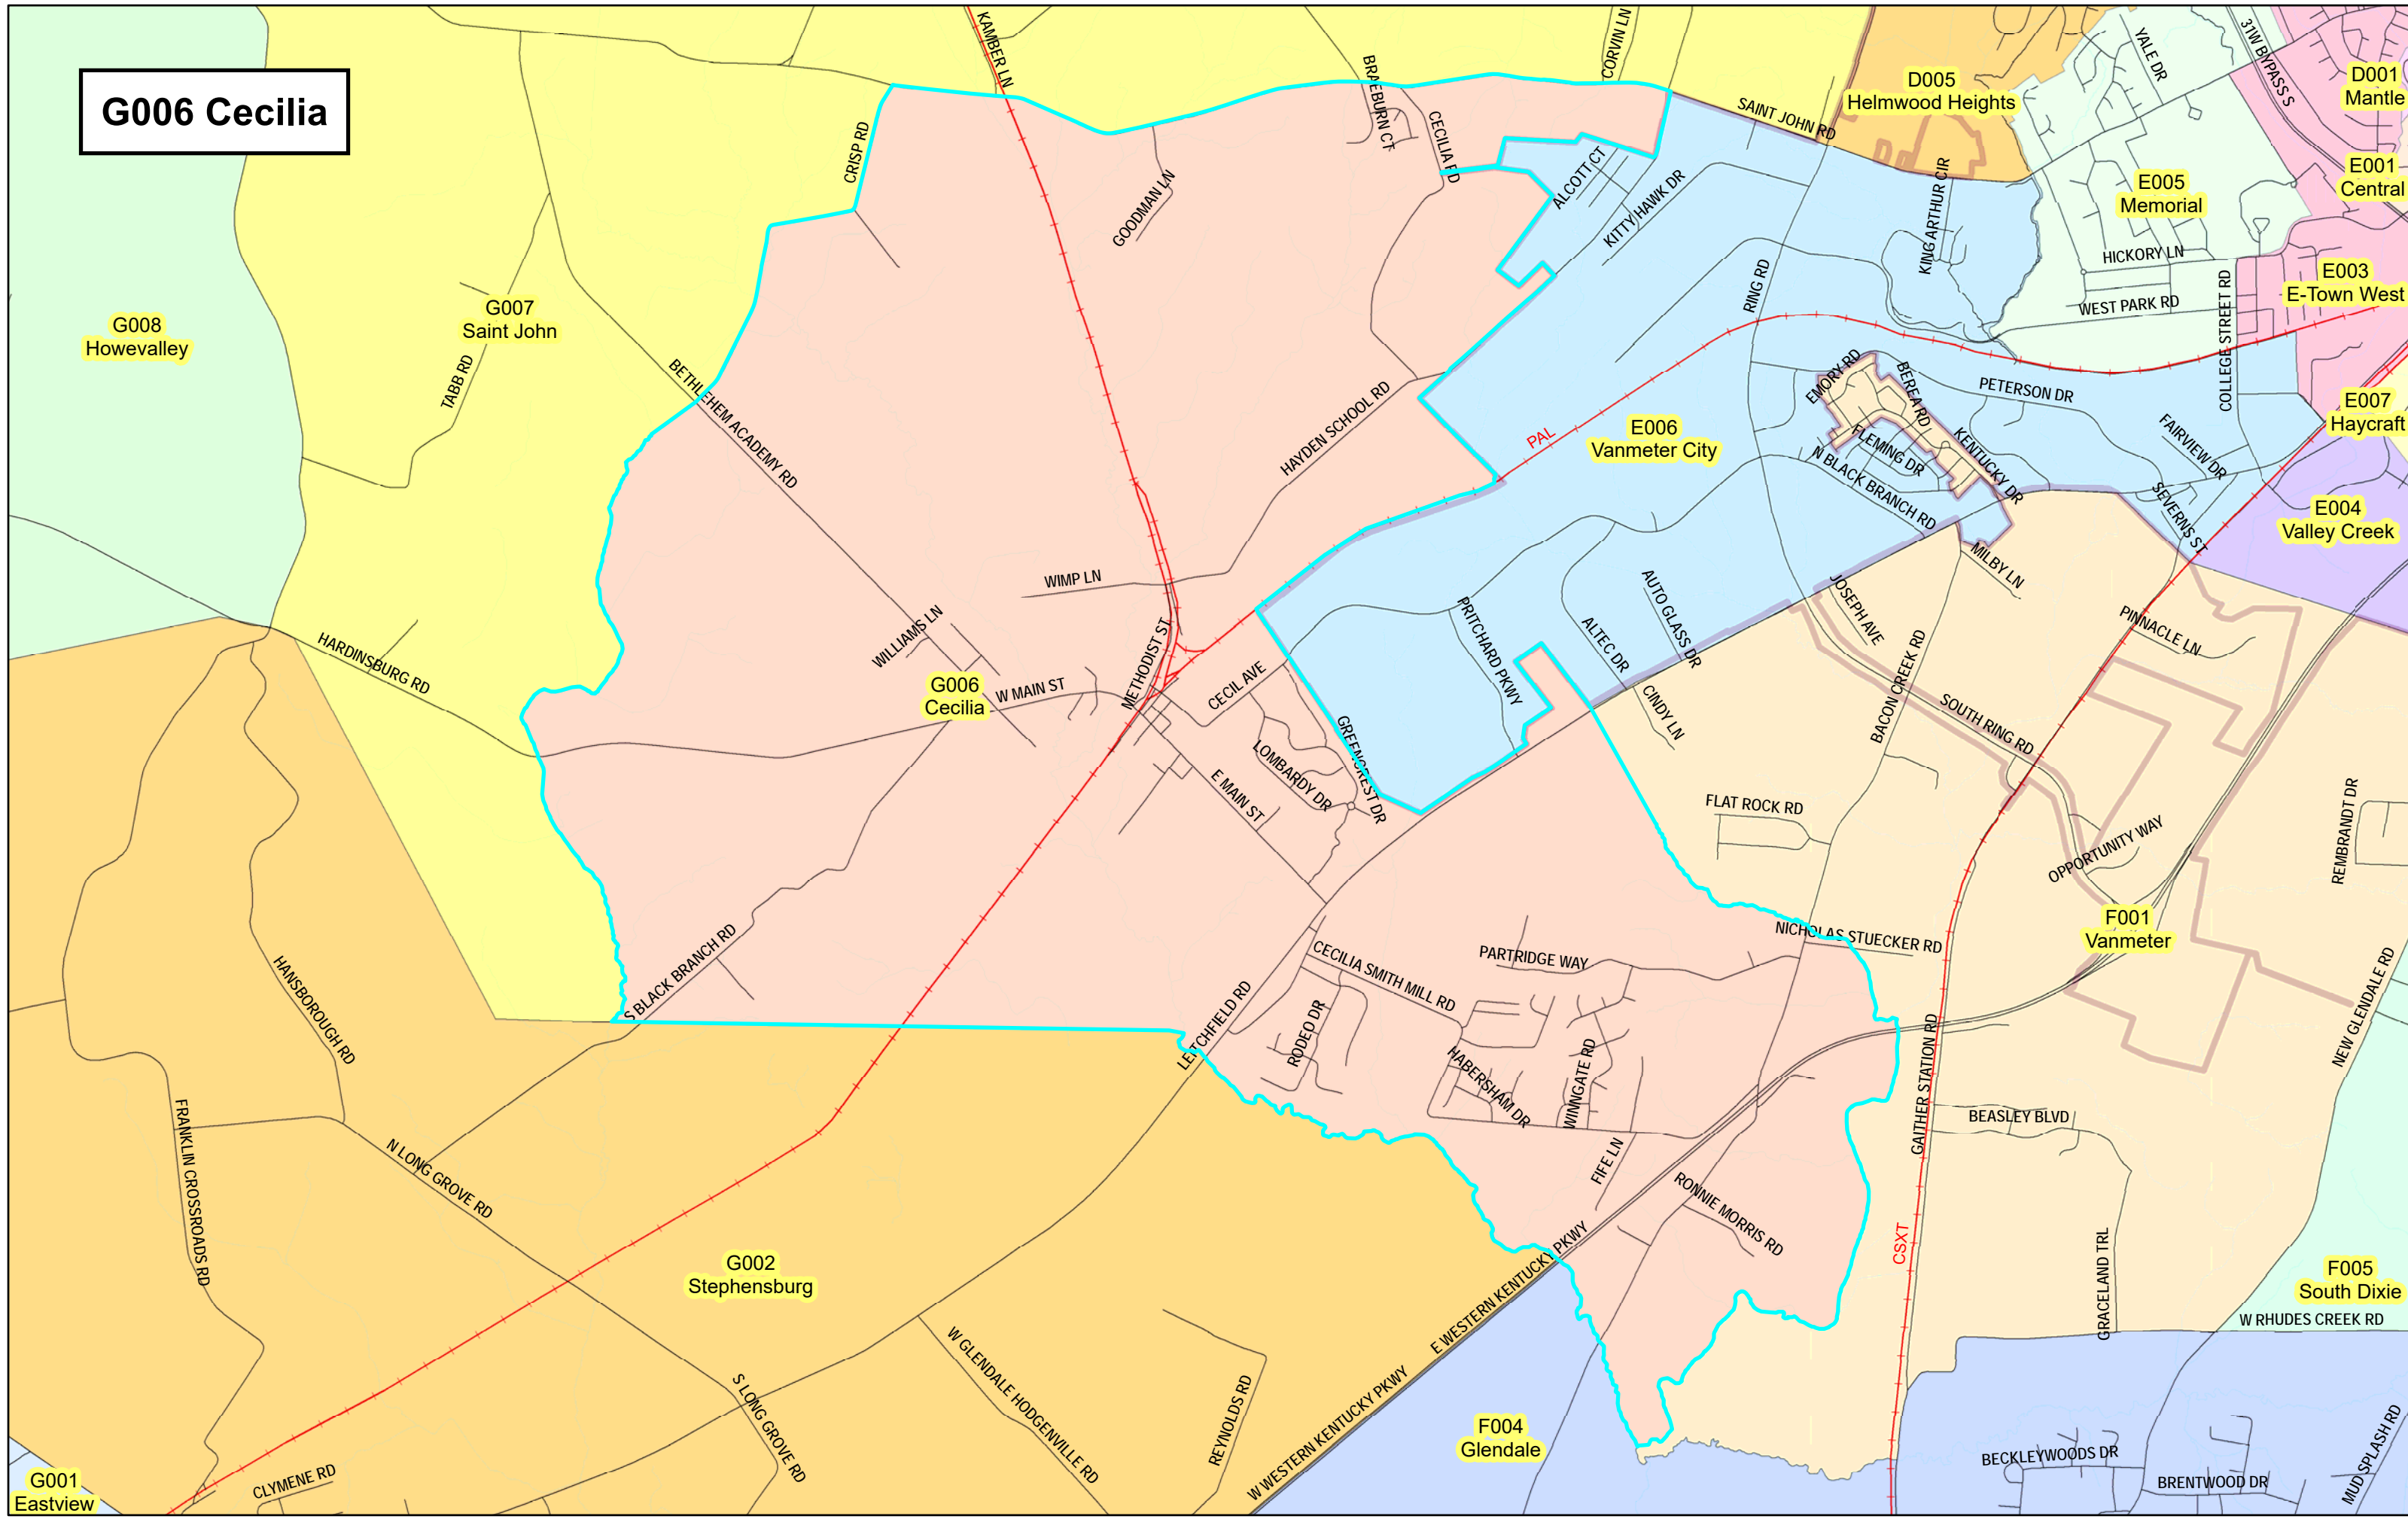 G006 Cecilia
KAMBER LN
BRAEBURN CT
CORVIN LN
CECILIA RD
SAINT JOHN RD
D005
Helmwood Heights
YALE DR
31W BYPASS S
D001
Mantle
CRISP RD
GOODMAN LN
ALCOTT CT
KITTY HAWK DR
KING ARTHUR CIR
E005
Memorial
E001
Central
HICKORY LN
WEST PARK RD
COLLEGE STREET RD
E003
E-Town West
G008
Howevalley
G007
Saint John
TABB RD
BETHLEHEM ACADEMY RD
HAYDEN SCHOOL RD
RING RD
PAL
E006
Vanmeter City
EMORY RD
BEREA RD
PETERSON DR
FLEMING DR
KENTUCKY DR
N BLACK BRANCH RD
FAIRVIEW DR
SEVERNS ST
E007
Haycraft
E004
Valley Creek
WIMP LN
WILLIAMS LN
METHODIST ST
W MAIN ST
G006
Cecilia
CECIL AVE
GREENCREST DR
LOMBARDY DR
E MAIN ST
PRITCHARD PKWY
ALTEC DR
AUTO GLASS DR
CINDY LN
JOSEPH AVE
MILBY LN
BACON CREEK RD
SOUTH RING RD
PINNACLE LN
HARDINSBURG RD
FLAT ROCK RD
OPPORTUNITY WAY
REMBRANDT DR
S BLACK BRANCH RD
HANSBOROUGH RD
CECILIA SMITH MILL RD
PARTRIDGE WAY
NICHOLAS STUECKER RD
F001
Vanmeter
NEW GLENDALE RD
LEITCHFIELD RD
RODEO DR
HABERSHAM DR
WINNGATE RD
FIFE LN
RONNIE MORRIS RD
GAITHER STATION RD
BEASLEY BLVD
GRACELAND TRL
CSXT
FRANKLIN CROSSROADS RD
N LONG GROVE RD
G002
Stephensburg
S LONG GROVE RD
W GLENDALE HODGENVILLE RD
REYNOLDS RD
E WESTERN KENTUCKY PKWY
W WESTERN KENTUCKY PKWY
F005
South Dixie
W RHUDES CREEK RD
F004
Glendale
G001
Eastview
CLYMENE RD
BECKLEYWOODS DR
BRENTWOOD DR
MUD SPLASH RD